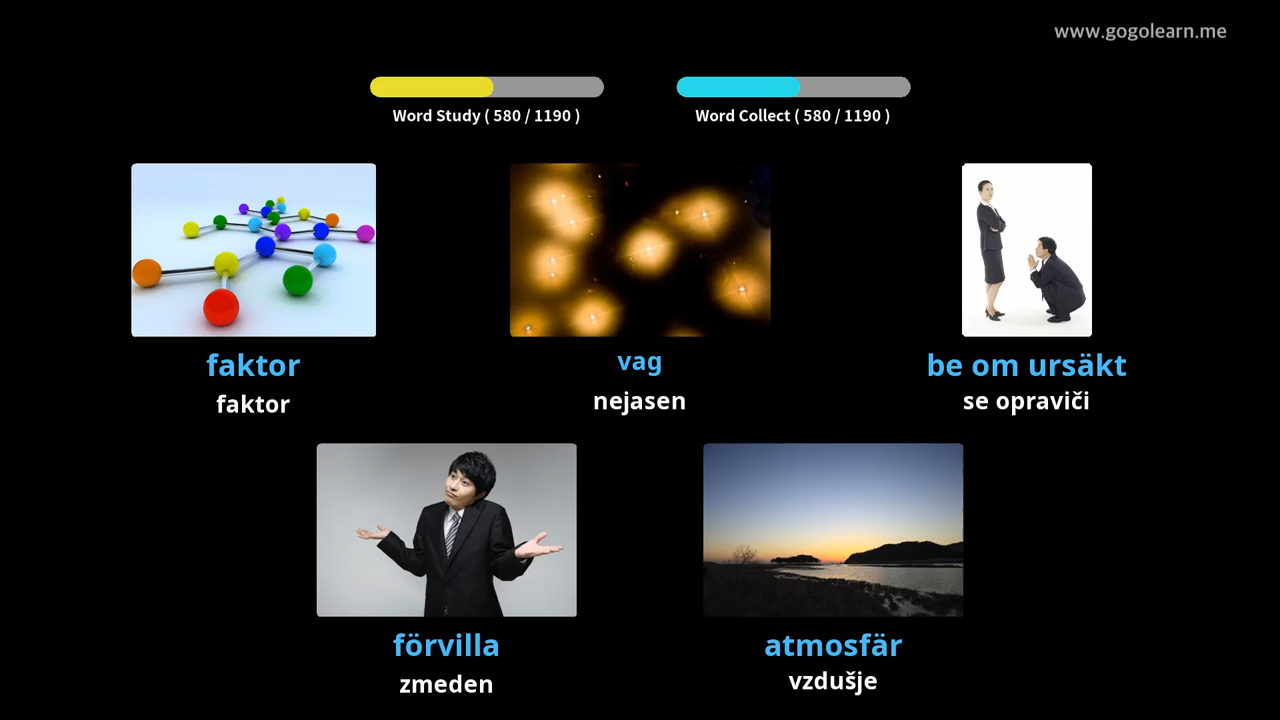 www.gogolearn.me
Word Study ( 580 / 1190 )
Word Collect ( 580 / 1190 )
faktor
faktor
vag
nejasen
be om ursäkt
se opraviči
förvilla
zmeden
atmosfär
vzdušje